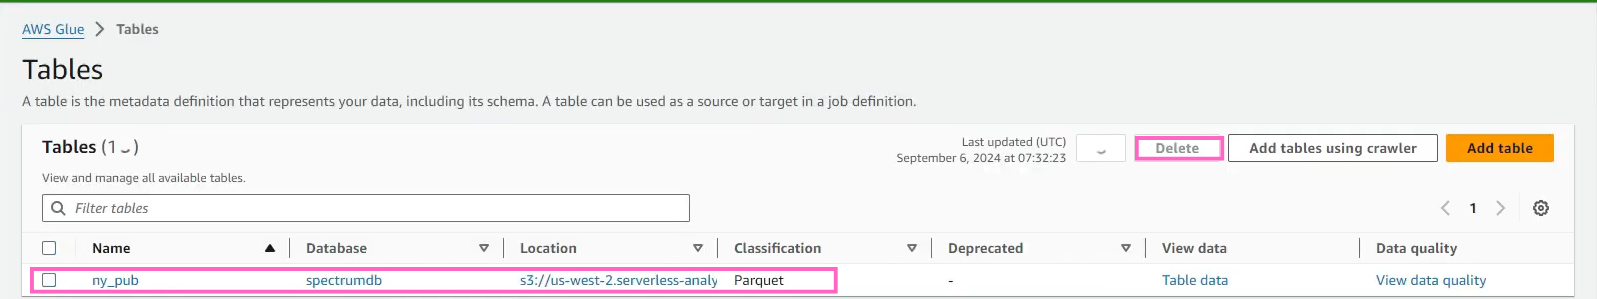 AWS Glue > Tables
Tables
A table is the metadata definition that represents your data, including its schema. A table can be used as a source or target in a job definition.
Tables (1 )
Last updated (UTC)
September 6, 2024 at 07:32:23
Delete
Add tables using crawler
Add table
View and manage all available tables.
Filter tables
1
Name Database Location Classification Deprecated View data Data quality
ny_pub spectrumdb s3://us-west-2.serverless-analy Parquet - Table data View data quality